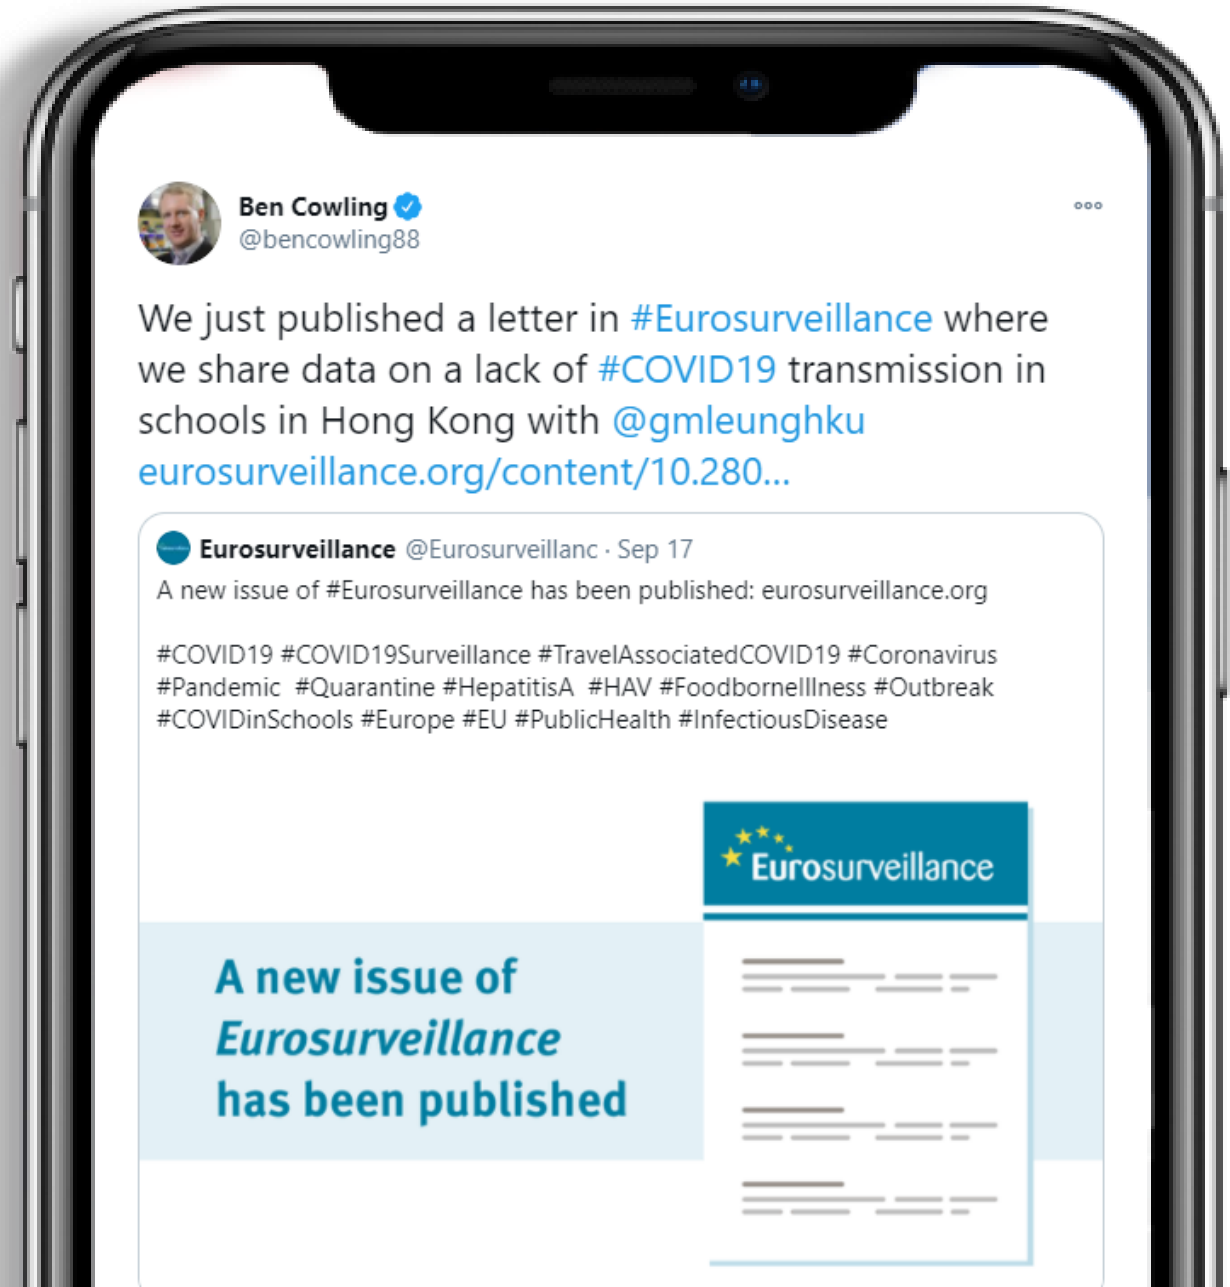 Ben Cowling
@bencowling88
We just published a letter in #Eurosurveillance where
we share data on a lack of #COVID19 transmission in
schools in Hong Kong with @gmleunghku
eurosurveillance.org/content/10.280...
Eurosurveillance @Eurosurveillanc · Sep 17
A new issue of #Eurosurveillance has been published: eurosurveillance.org
#COVID19 #COVID19Surveillance #TravelAssociatedCOVID19 #Coronavirus
#Pandemic #Quarantine #HepatitisA #HAV #FoodborneIllness #Outbreak
#COVIDinSchools #Europe #EU #PublicHealth #InfectiousDisease
Eurosurveillance
A new issue of
Eurosurveillance
has been published